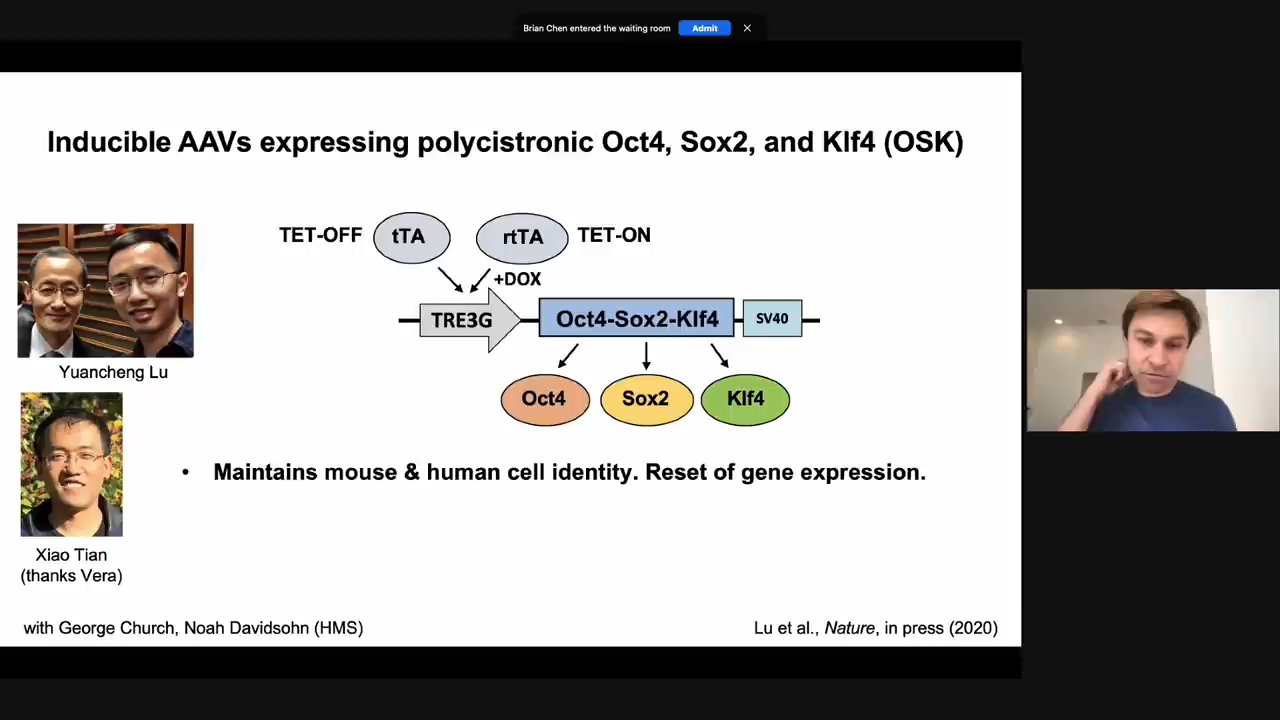 Brian Chen entered the waiting room Admit
Inducible AAVs expressing polycistronic Oct4, Sox2, and Klf4 (OSK)
TET-OFF tTA rtTA TET-ON
+DOX
TRE3G Oct4-Sox2-Klf4 SV40
Oct4 Sox2 Klf4
Yuancheng Lu
• Maintains mouse & human cell identity. Reset of gene expression.
Xiao Tian
(thanks Vera)
with George Church, Noah Davidsohn (HMS)
Lu et al., Nature, in press (2020)